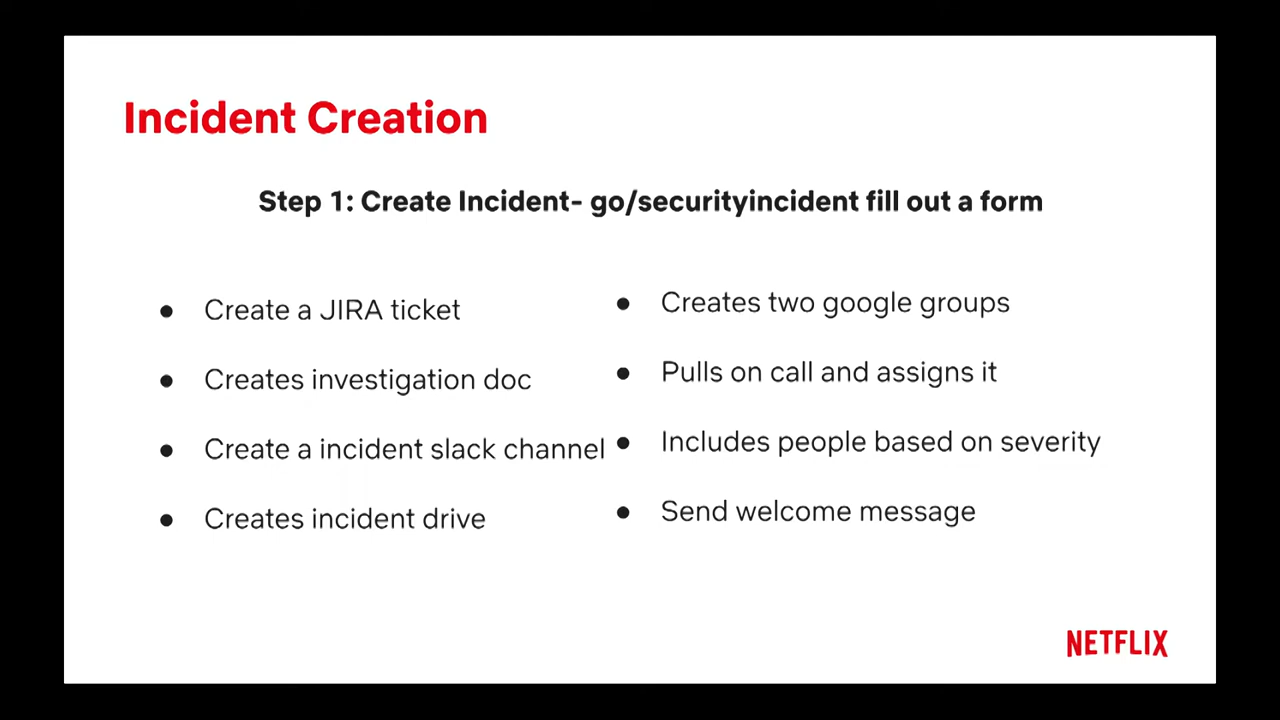 Incident Creation
Step 1: Create Incident- go/securityincident fill out a form
● Create a JIRA ticket
● Creates investigation doc
● Create a incident slack channel
● Creates incident drive
● Creates two google groups
● Pulls on call and assigns it
● Includes people based on severity
● Send welcome message
NETFLIX